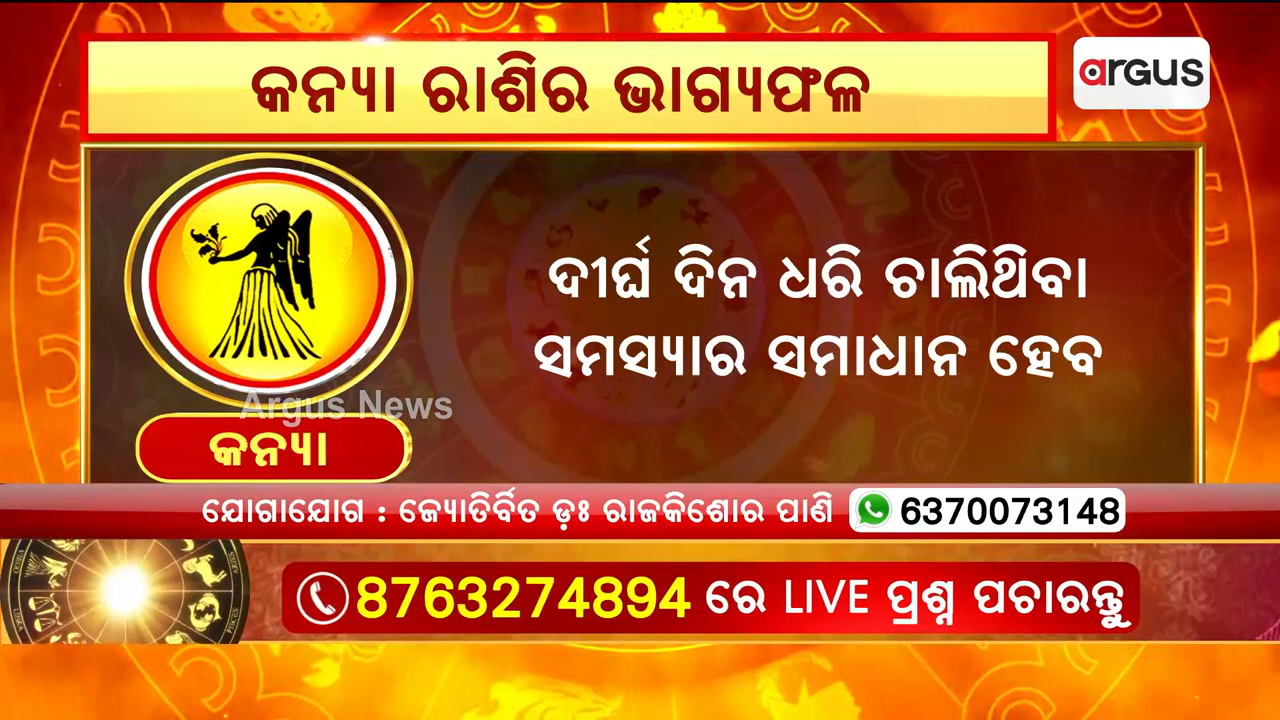 କନ୍ୟା ରାଶିର ଭାଗ୍ୟଫଳ
argus
ଦୀର୍ଘ ଦିନ ଧରି ଚାଲିଥିବା
ସମସ୍ୟାର ସମାଧାନ ହେବ
Argus News
କନ୍ୟା
ଯୋଗାଯୋଗ : ଜ୍ୟୋତିର୍ବିତ ଡ଼ଃ ରାଜକିଶୋର ପାଣି 6370073148
8763274894 ରେ LIVE ପ୍ରଶ୍ନ ପଚାରନ୍ତୁ